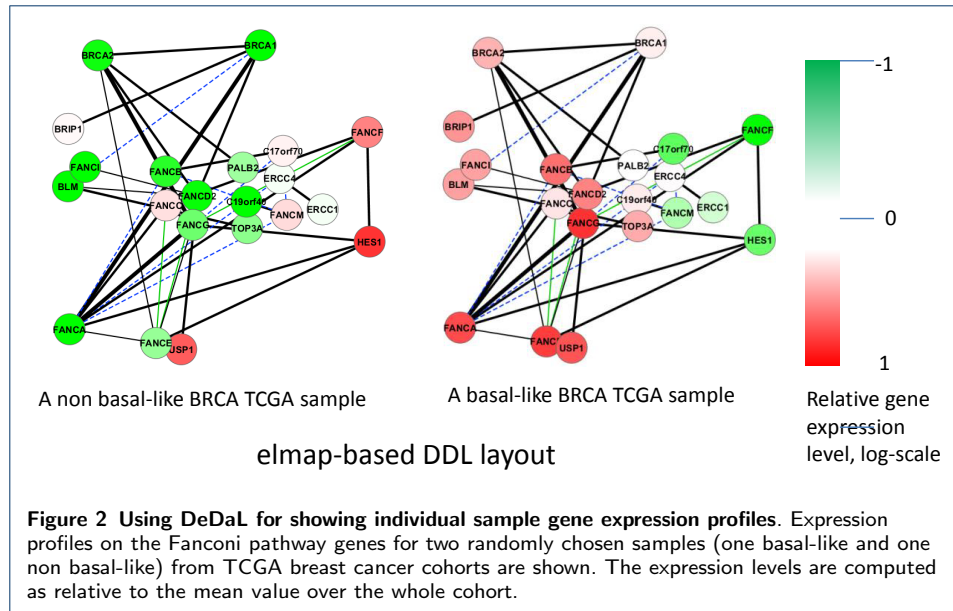 BRCA2
BRCA1
BRIP1
FANCF
C17orf70
FANCI
FANCB
PALB2
ERCC4
BLM
FANCD2
FANCC
C19orf40
FANCM
ERCC1
FANCG
TOP3A
HES1
FANCA
FANCE
USP1
A non basal-like BRCA TCGA sample
BRCA2
BRCA1
BRIP1
FANCF
C17orf70
FANCI
FANCB
PALB2
ERCC4
BLM
FANCD2
FANCC
C19orf40
FANCM
ERCC1
FANCG
TOP3A
HES1
FANCA
FANC
USP1
A basal-like BRCA TCGA sample
-1
0
1
Relative gene
expression
level, log-scale
elmap-based DDL layout
Figure 2 Using DeDaL for showing individual sample gene expression profiles. Expression
profiles on the Fanconi pathway genes for two randomly chosen samples (one basal-like and one
non basal-like) from TCGA breast cancer cohorts are shown. The expression levels are computed
as relative to the mean value over the whole cohort.